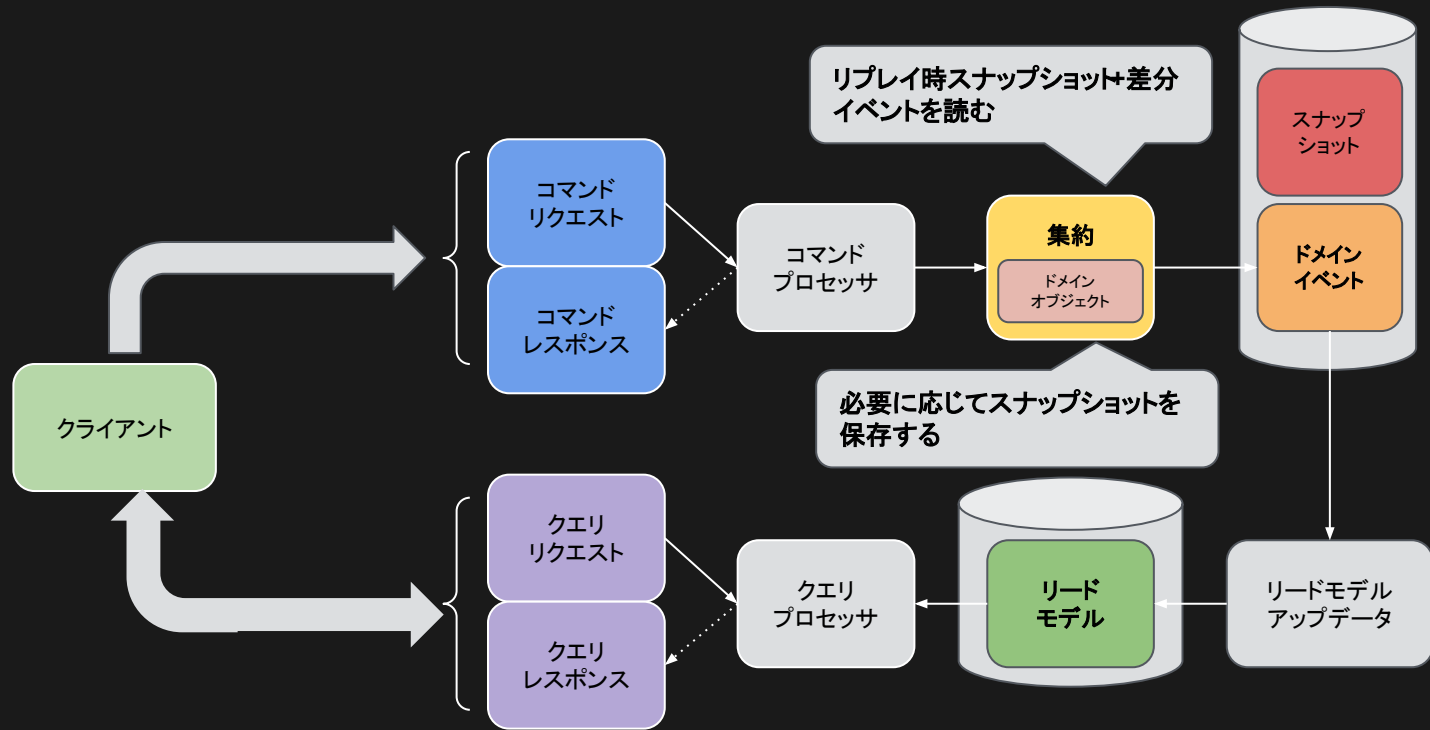 リプレイ時スナップショット+差分
イベントを読む
スナップ
ショット
コマンド
リクエスト
コマンド
プロセッサ
集約
ドメイン
オブジェクト
ドメイン
イベント
コマンド
レスポンス
クライアント
必要に応じてスナップショットを
保存する
クエリ
リクエスト
クエリ
プロセッサ
リード
モデル
リードモデル
アップデータ
クエリ
レスポンス